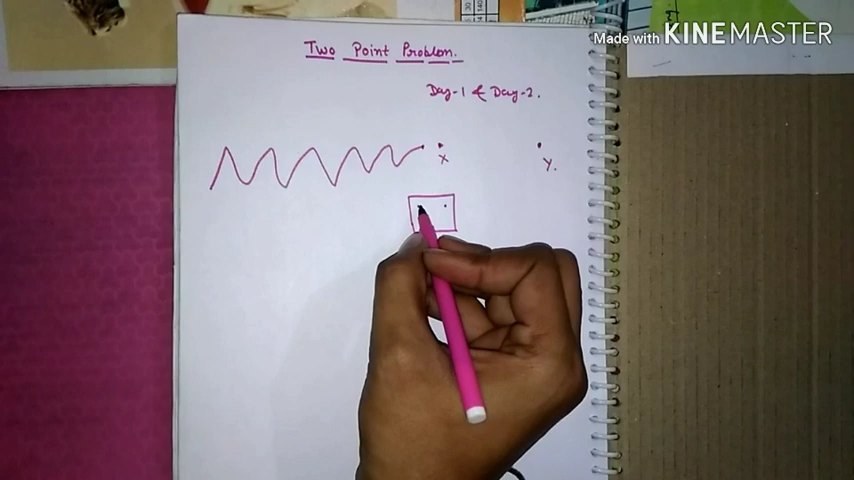 Made with KINEMASTER
Two Point Problem.
Day-1 & Day-2.
X
Y.